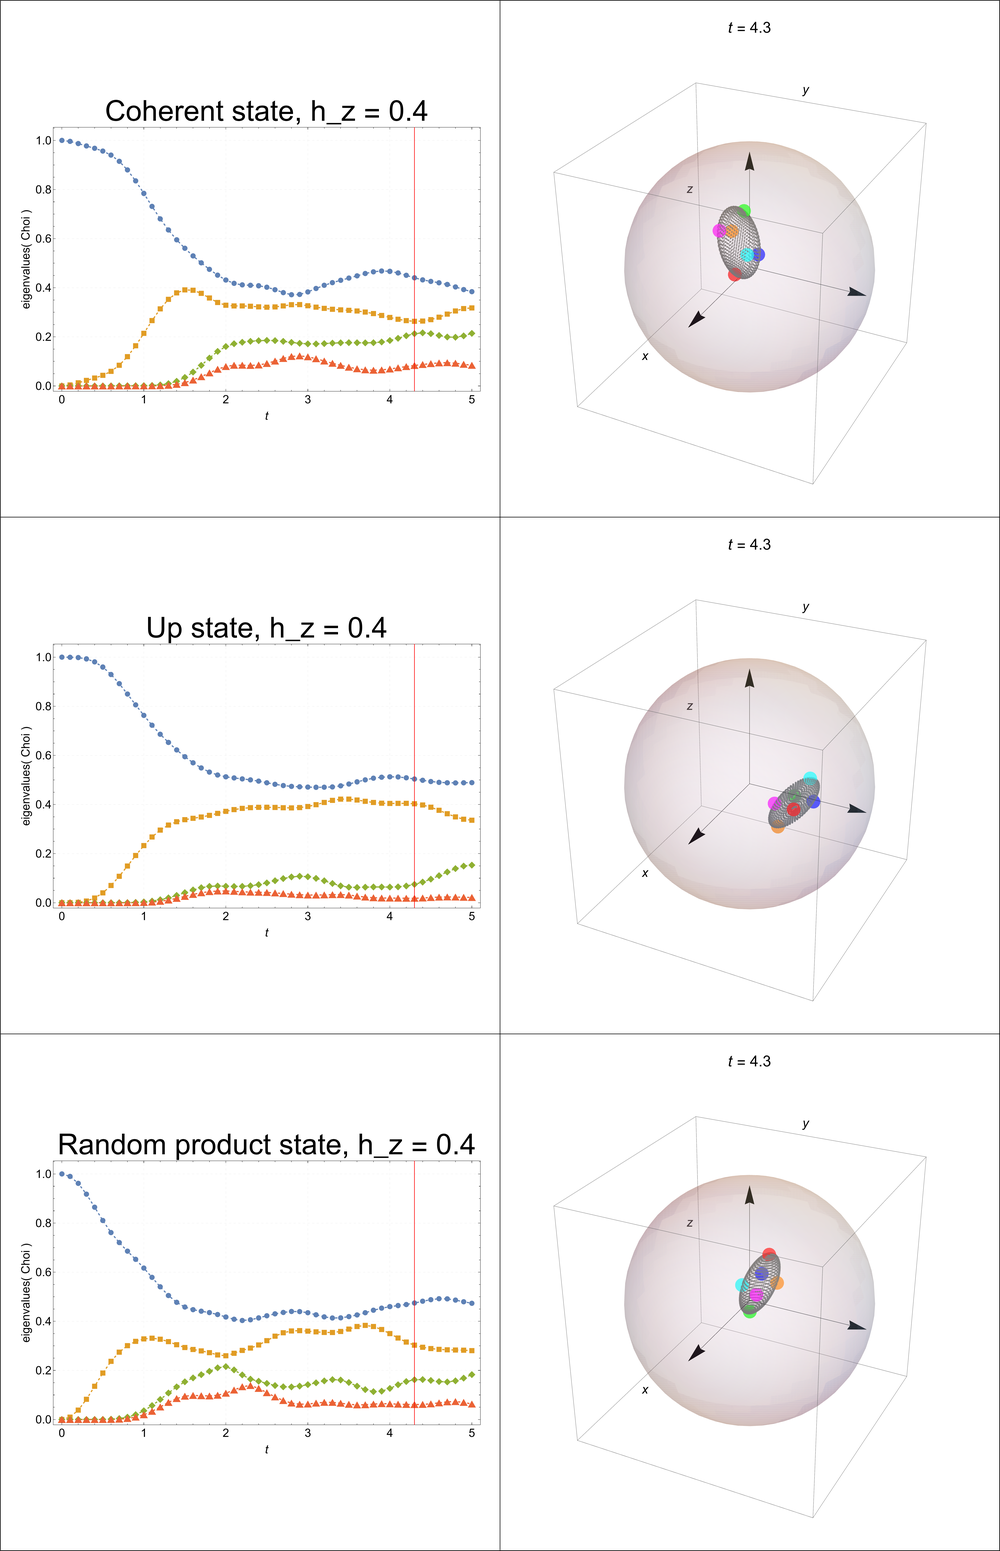 t = 4.3
Coherent state, h_z = 0.4
eigenvalues( Choi )
1.0
0.8
0.6
0.4
0.2
0.0
0 1 2 3 4 5
t
y
z
x
t = 4.3
Up state, h_z = 0.4
eigenvalues( Choi )
1.0
0.8
0.6
0.4
0.2
0.0
0 1 2 3 4 5
t
y
z
x
t = 4.3
Random product state, h_z = 0.4
eigenvalues( Choi )
1.0
0.8
0.6
0.4
0.2
0.0
0 1 2 3 4 5
t
y
z
x